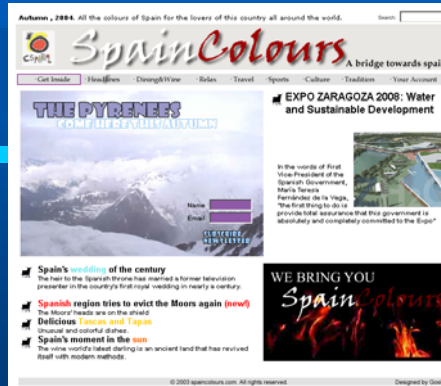 Autumn , 2004. All the colours of Spain for the lovers of this country all around the world.
Search
SpainColours
A bridge towards spai
·Get Inside ·Headlines ·Dining&Wine ·Relax ·Travel ·Sports ·Culture ·Tradition ·Your Account
THE PYRENEES
COME HERE THIS AUTUMN
Name
Email
SUBSCRIBE
NEWSLETTER
EXPO ZARAGOZA 2008: Water
and Sustainable Development
In the words of First
Vice-President of the
Spanish Government,
María Teresa
Fernández de la Vega,
"the first thing to do is
provide total assurance that this government is
absolutely and completely committed to the Expo"
Spain's wedding of the century
The heir to the Spanish throne has married a former television
presenter in the country's first royal wedding in nearly a century.
Spanish region tries to evict the Moors again (new!)
The Moors' heads are on the shield
Delicious Tascas and Tapas
Unusual and colorful dishes.
Spain's moment in the sun
The wine world's latest darling is an ancient land that has revived
itself with modern methods.
WE BRING YOU
SpainColours
© 2003 spaincolours.com. All rights reserved.
Designed by